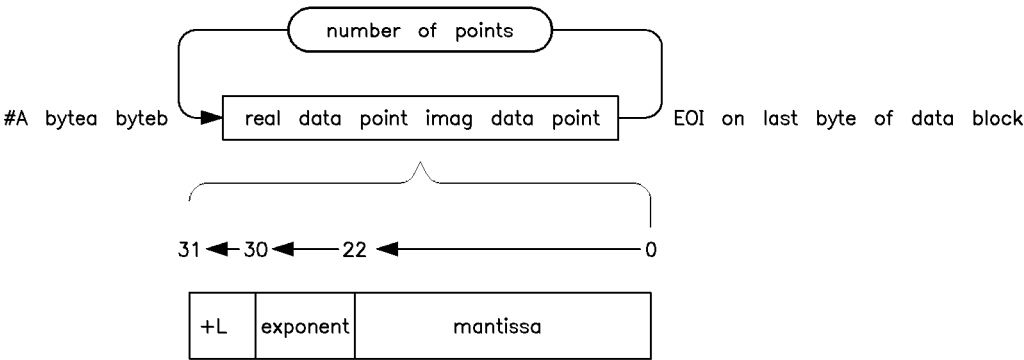 number of points
#A bytea byteb real data point imag data point EOI on last byte of data block
31 30 22 0
+L exponent mantissa